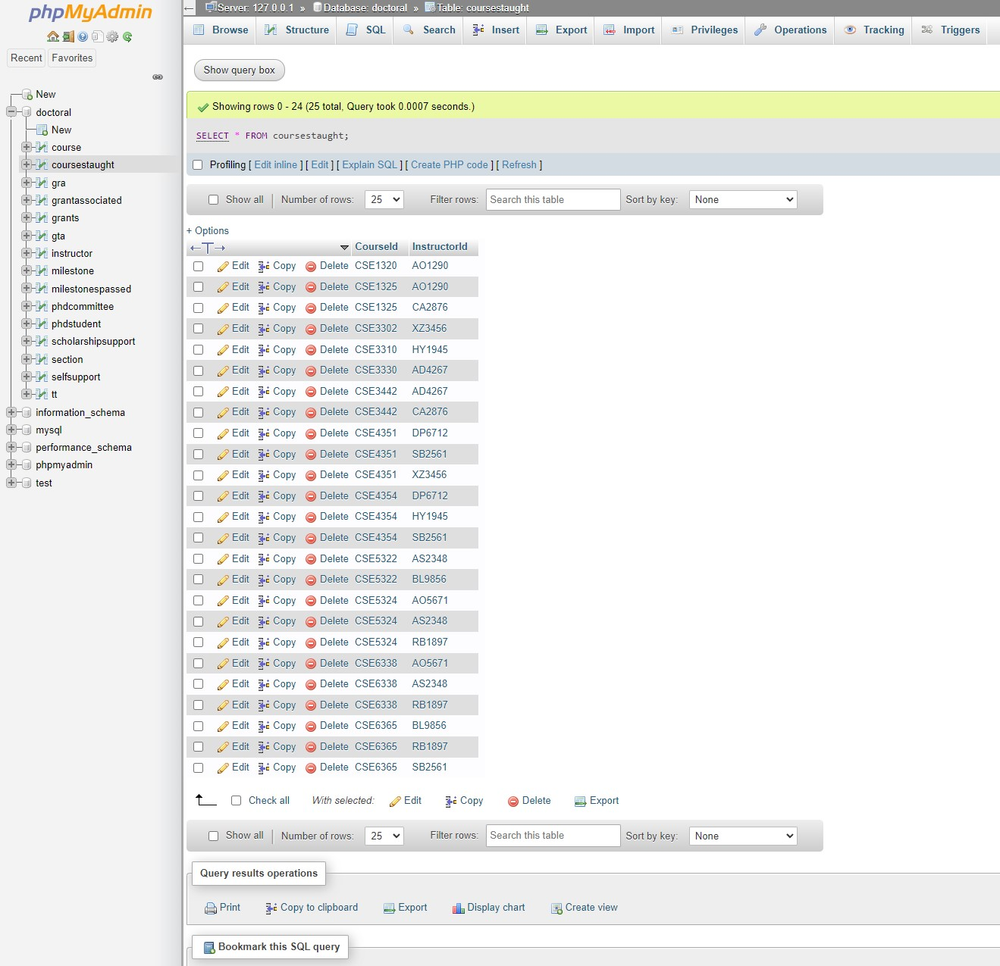 phpMyAdmin
Recent Favorites
New
doctoral
New
course
coursestaught
gra
grantassociated
grants
gta
instructor
milestone
milestonespassed
phdcommittee
phdstudent
scholarshipsupport
section
selfsupport
tt
information_schema
mysql
performance_schema
phpmyadmin
test
Server: 127.0.0.1 » Database: doctoral » Table: coursestaught
Browse Structure SQL Search Insert Export Import Privileges Operations Tracking Triggers
Show query box
Showing rows 0 - 24 (25 total, Query took 0.0007 seconds.)
SELECT * FROM coursestaught;
Profiling [ Edit inline ] [ Edit ] [ Explain SQL ] [ Create PHP code ] [ Refresh ]
Show all | Number of rows: 25 Filter rows: Search this table Sort by key: None
+ Options
←T→ CourseId InstructorId
Edit Copy Delete CSE1320 AO1290
Edit Copy Delete CSE1325 AO1290
Edit Copy Delete CSE1325 CA2876
Edit Copy Delete CSE3302 XZ3456
Edit Copy Delete CSE3310 HY1945
Edit Copy Delete CSE3330 AD4267
Edit Copy Delete CSE3442 AD4267
Edit Copy Delete CSE3442 CA2876
Edit Copy Delete CSE4351 DP6712
Edit Copy Delete CSE4351 SB2561
Edit Copy Delete CSE4351 XZ3456
Edit Copy Delete CSE4354 DP6712
Edit Copy Delete CSE4354 HY1945
Edit Copy Delete CSE4354 SB2561
Edit Copy Delete CSE5322 AS2348
Edit Copy Delete CSE5322 BL9856
Edit Copy Delete CSE5324 AO5671
Edit Copy Delete CSE5324 AS2348
Edit Copy Delete CSE5324 RB1897
Edit Copy Delete CSE6338 AO5671
Edit Copy Delete CSE6338 AS2348
Edit Copy Delete CSE6338 RB1897
Edit Copy Delete CSE6365 BL9856
Edit Copy Delete CSE6365 RB1897
Edit Copy Delete CSE6365 SB2561
Check all With selected: Edit Copy Delete Export
Show all | Number of rows: 25 Filter rows: Search this table Sort by key: None
Query results operations
Print Copy to clipboard Export Display chart Create view
Bookmark this SQL query